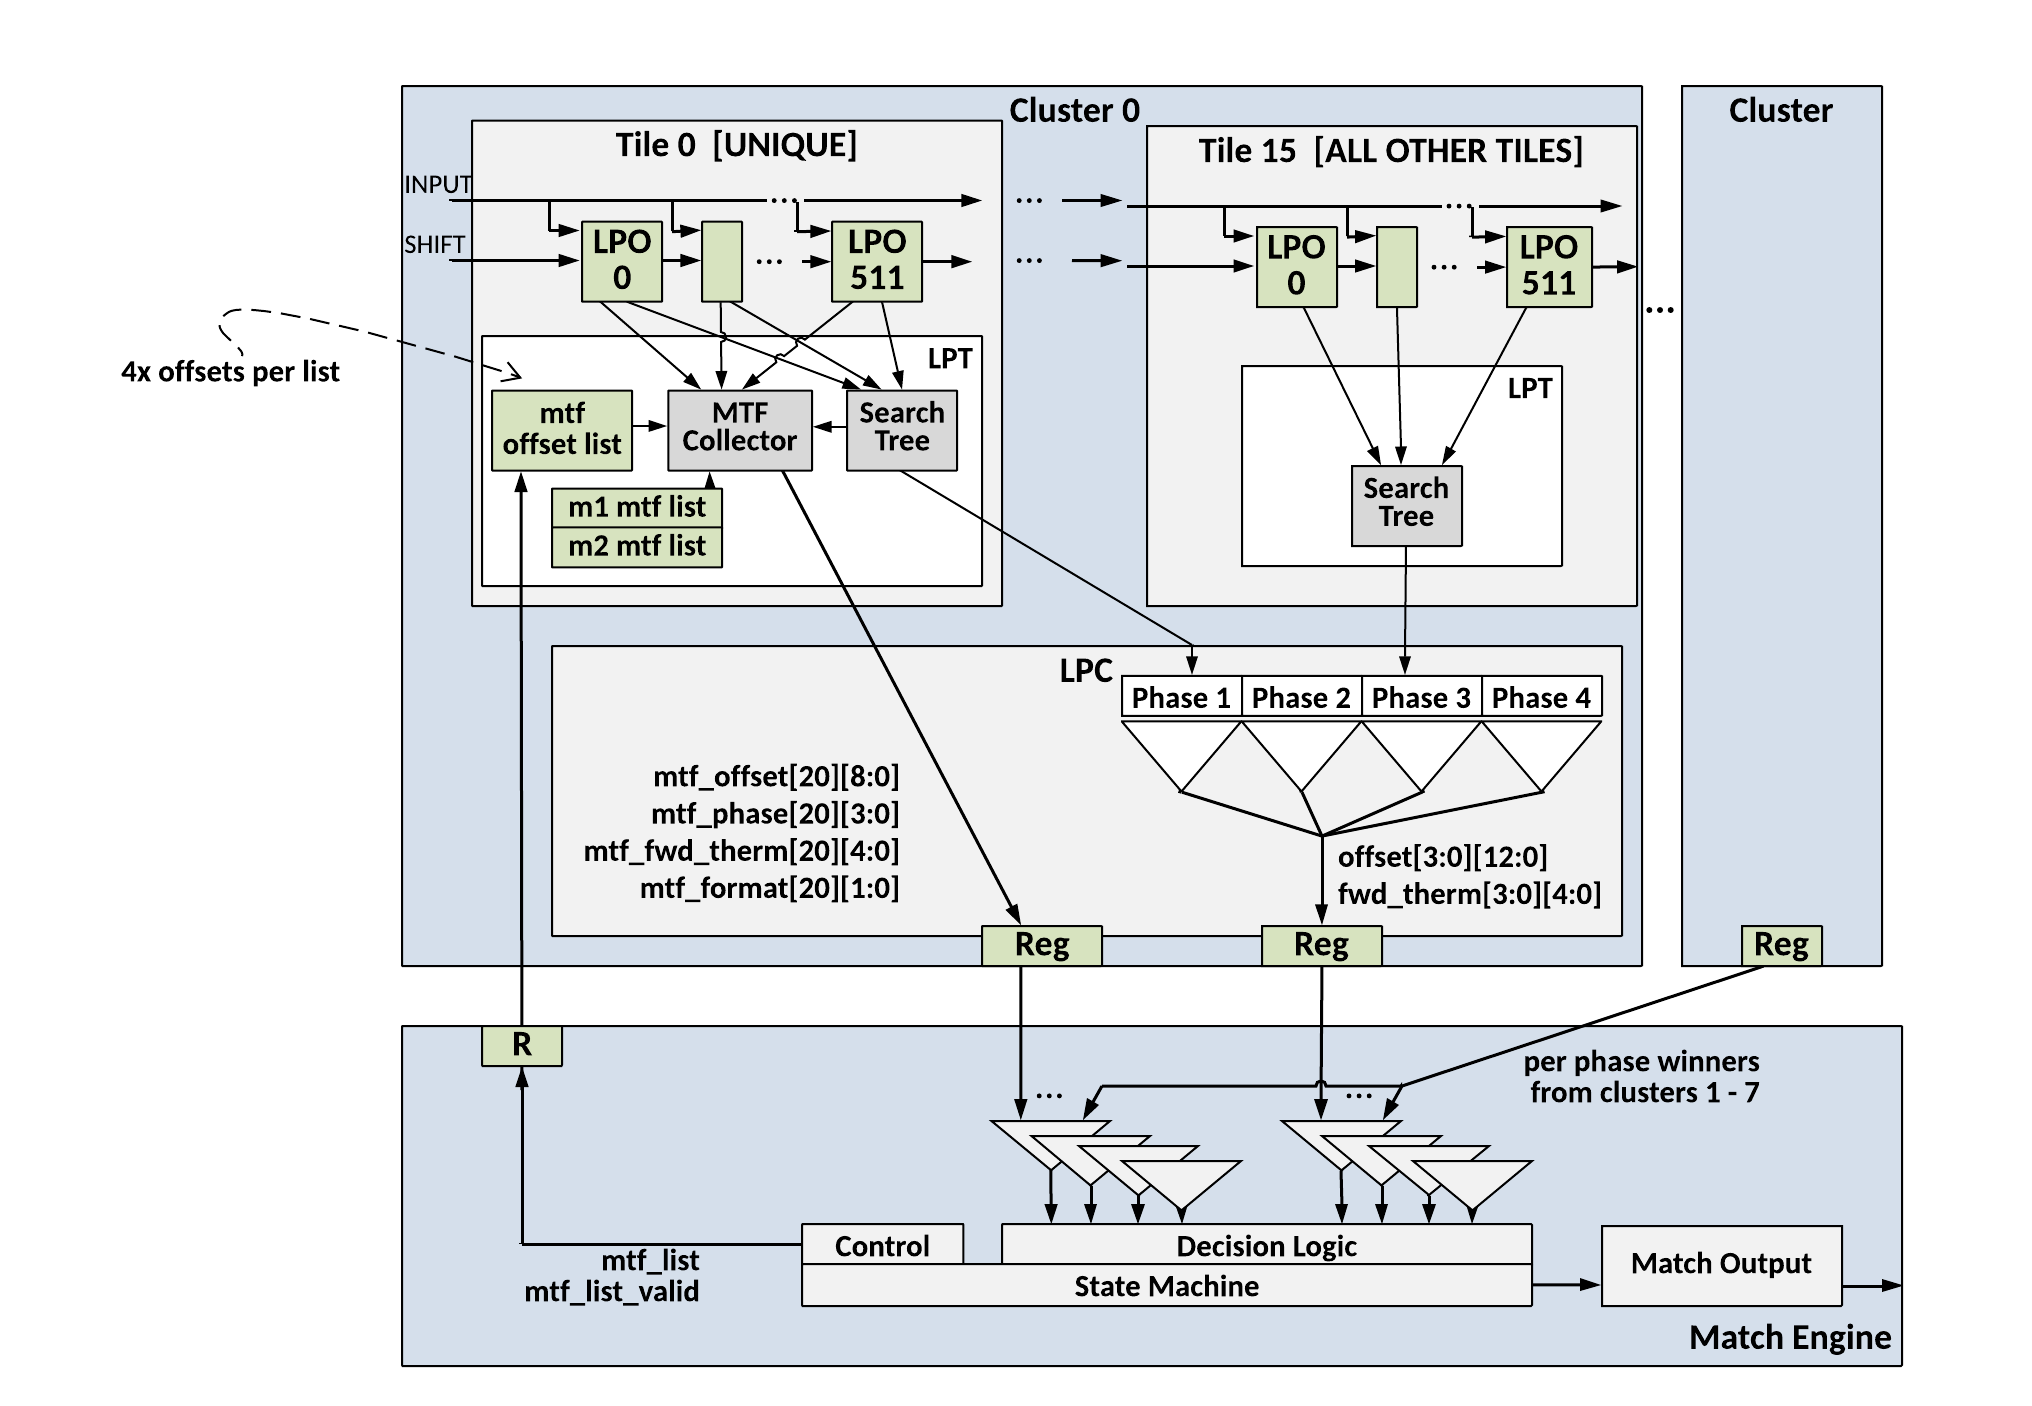 Cluster 0
Cluster
Tile 0 [UNIQUE]
Tile 15 [ALL OTHER TILES]
INPUT
...
...
...
SHIFT
LPO
0
...
LPO
511
...
LPO
0
...
LPO
511
...
4x offsets per list
LPT
LPT
mtf
offset list
MTF
Collector
Search
Tree
m1 mtf list
m2 mtf list
Search
Tree
LPC
Phase 1
Phase 2
Phase 3
Phase 4
mtf_offset[20][8:0]
mtf_phase[20][3:0]
mtf_fwd_therm[20][4:0]
mtf_format[20][1:0]
offset[3:0][12:0]
fwd_therm[3:0][4:0]
Reg
Reg
Reg
R
per phase winners
from clusters 1 - 7
...
...
Control
Decision Logic
State Machine
Match Output
mtf_list
mtf_list_valid
Match Engine